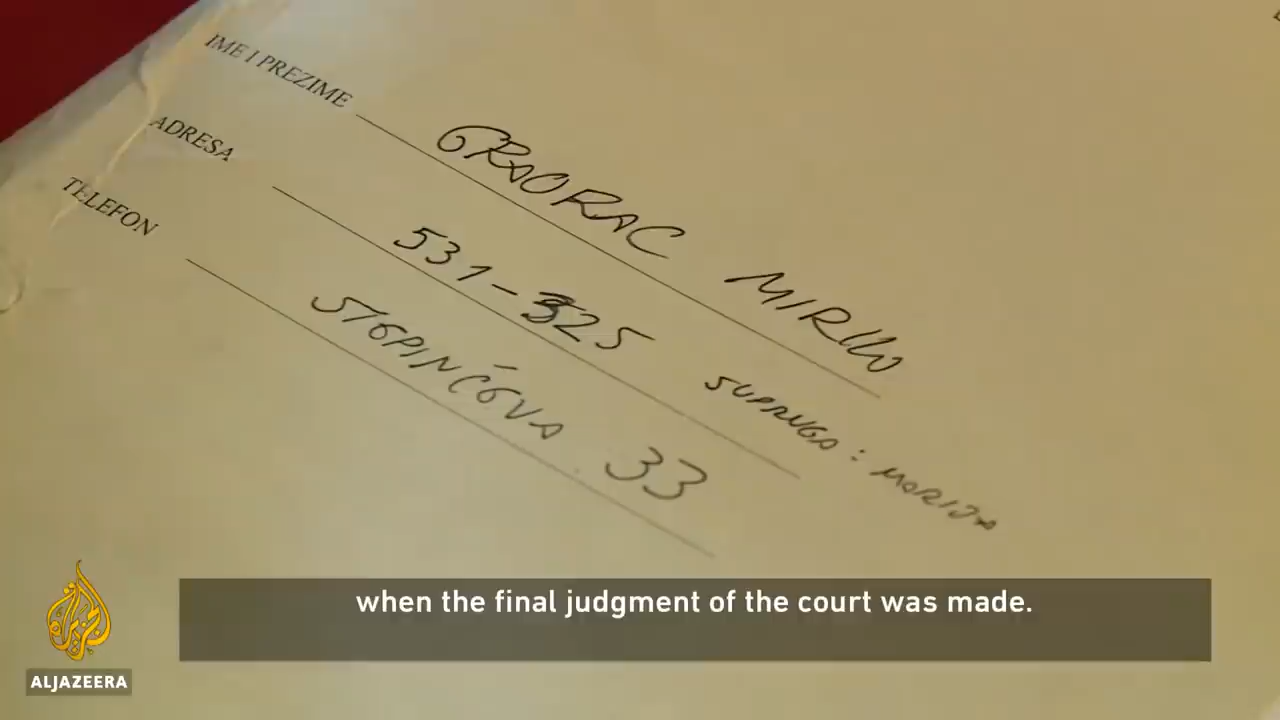 IME I PREZIME GRAORAC MIRKO
ADRESA 531-325
SUPRUGA: MARIJA
TELEFON STEPINČEVA 33
when the final judgment of the court was made.
ALJAZEERA